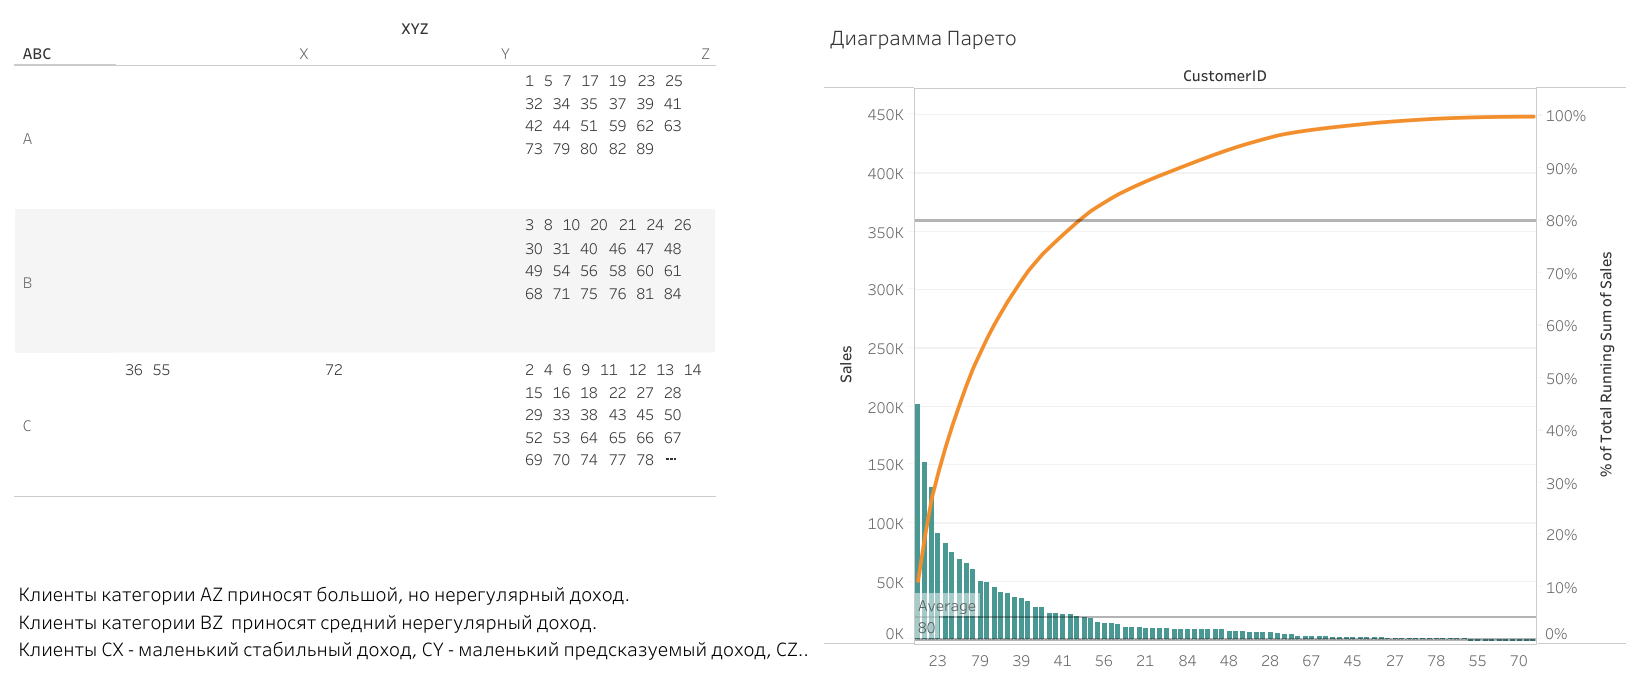 XYZ
ABC X Y Z
A
1 5 7 17 19 23 25
32 34 35 37 39 41
42 44 51 59 62 63
73 79 80 82 89
B
3 8 10 20 21 24 26
30 31 40 46 47 48
49 54 56 58 60 61
68 71 75 76 81 84
C
36 55
72
2 4 6 9 11 12 13 14
15 16 18 22 27 28
29 33 38 43 45 50
52 53 64 65 66 67
69 70 74 77 78 ...
Клиенты категории AZ приносят большой, но нерегулярный доход.
Клиенты категории BZ приносят средний нерегулярный доход.
Клиенты CX - маленький стабильный доход, CY - маленький предсказуемый доход, CZ..
Диаграмма Парето
CustomerID
450K
400K
350K
300K
250K
200K
150K
100K
50K
0K
Sales
Average
80
100%
90%
80%
70%
60%
50%
40%
30%
20%
10%
0%
% of Total Running Sum of Sales
23 79 39 41 56 21 84 48 28 67 45 27 78 55 70